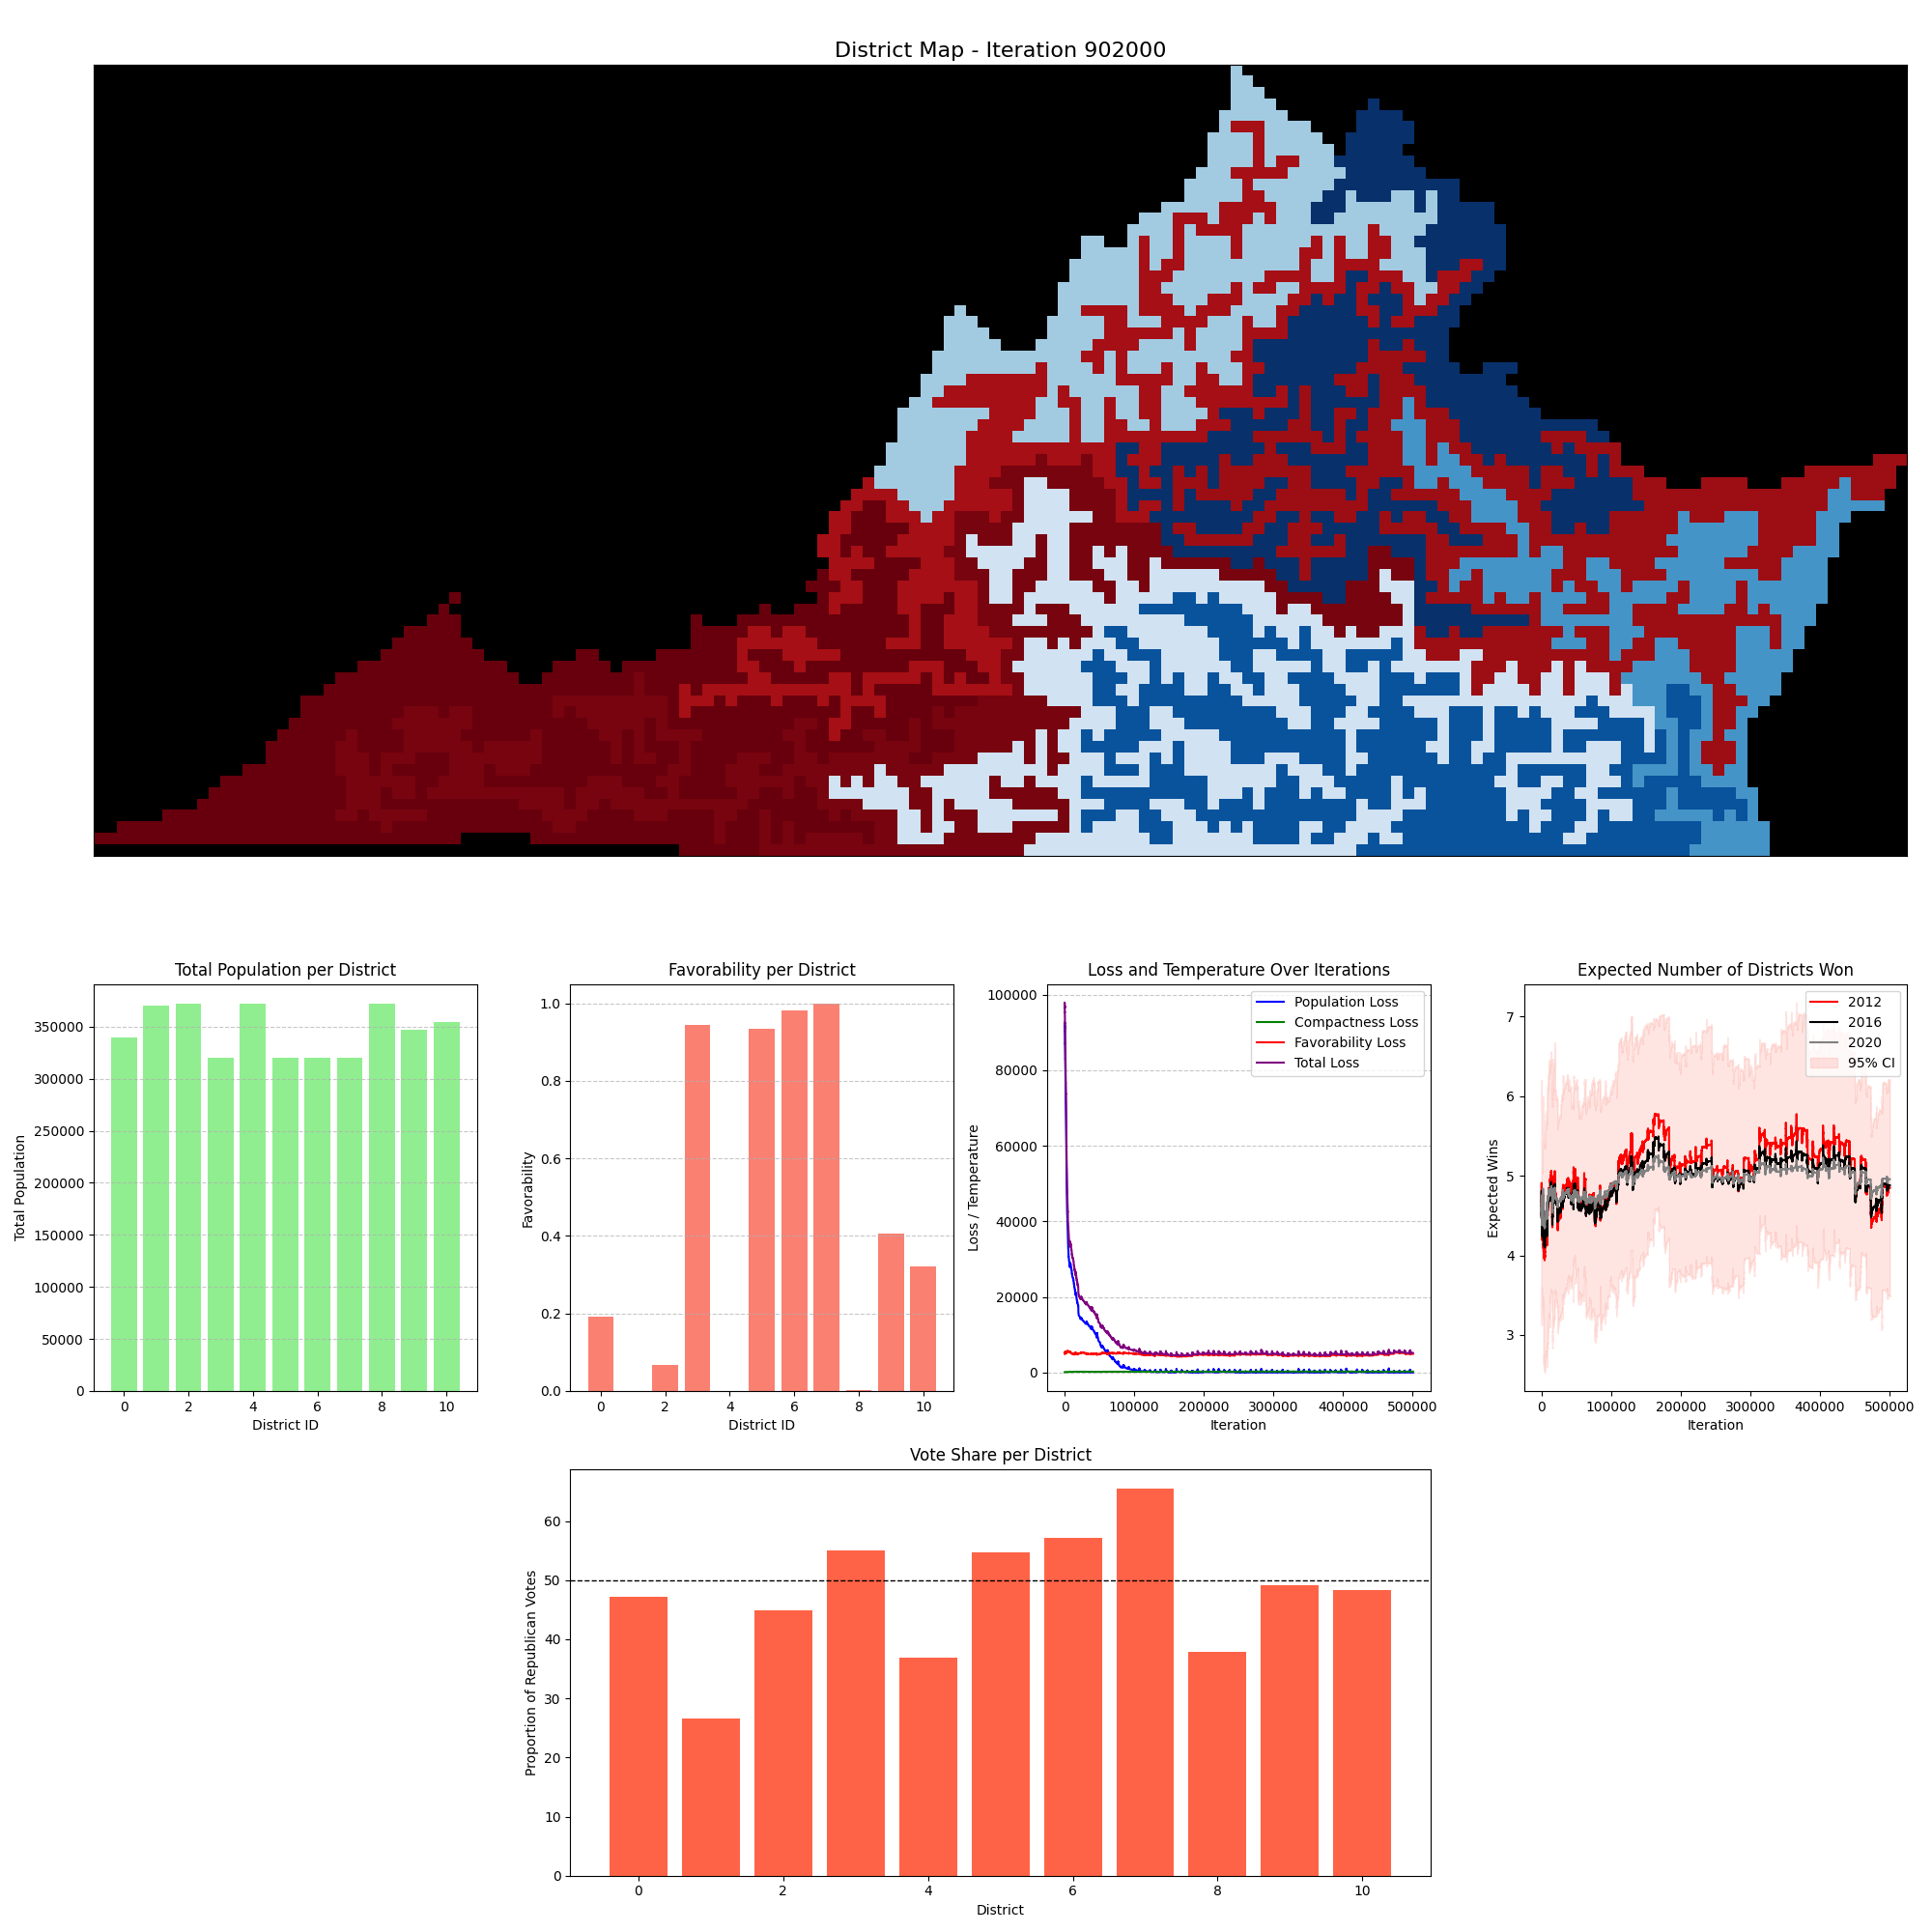 District Map - Iteration 902000
Total Population per District
Total Population
350000
300000
250000
200000
150000
100000
50000
0
0 2 4 6 8 10
District ID
Favorability per District
Favorability
1.0
0.8
0.6
0.4
0.2
0.0
0 2 4 6 8 10
District ID
Loss and Temperature Over Iterations
Loss / Temperature
100000
80000
60000
40000
20000
0
Population Loss
Compactness Loss
Favorability Loss
Total Loss
0 100000 200000 300000 400000 500000
Iteration
Expected Number of Districts Won
Expected Wins
7
6
5
4
3
2012
2016
2020
95% CI
0 100000 200000 300000 400000 500000
Iteration
Vote Share per District
Proportion of Republican Votes
60
50
40
30
20
10
0
0 2 4 6 8 10
District